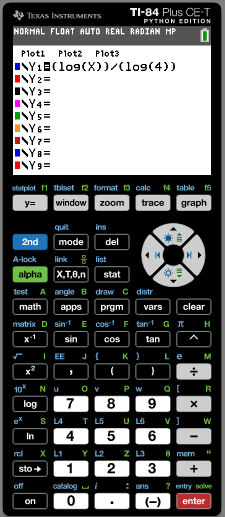 TEXAS INSTRUMENTS TI-84 Plus CE-T
PYTHON EDITION
NORMAL FLOAT AUTO REAL RADIAN MP
Plot1 Plot2 Plot3
\Y1=(log(X))/(log(4))
\Y2=
\Y3=
\Y4=
\Y5=
\Y6=
\Y7=
\Y8=
\Y9=
statplot f1 tblset f2 format f3 calc f4 table f5
y= window zoom trace graph
quit ins
2nd mode del
A-lock link list
alpha X,T,θ,n stat
test A angle B draw C distr
math apps prgm vars clear
matrix D sin⁻¹ E cos⁻¹ F tan⁻¹ G π H
x⁻¹ sin cos tan ^
√ I EE J { K } L e M
x² , ( ) ÷
10ˣ N u O v P w Q [ R
log 7 8 9 ×
eˣ S L4 T L5 U L6 V ] W
ln 4 5 6 −
rcl X L1 Y L2 Z L3 θ mem "
sto→ 1 2 3 +
off catalog ⎵ i : ans ? entry solve
on 0 . (−) enter